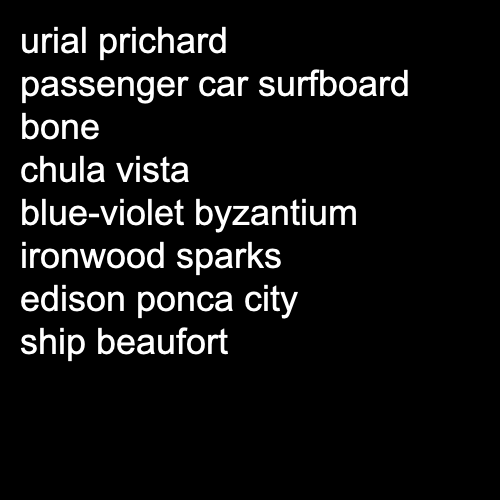 urial prichard
passenger car surfboard
bone
chula vista
blue-violet byzantium
ironwood sparks
edison ponca city
ship beaufort